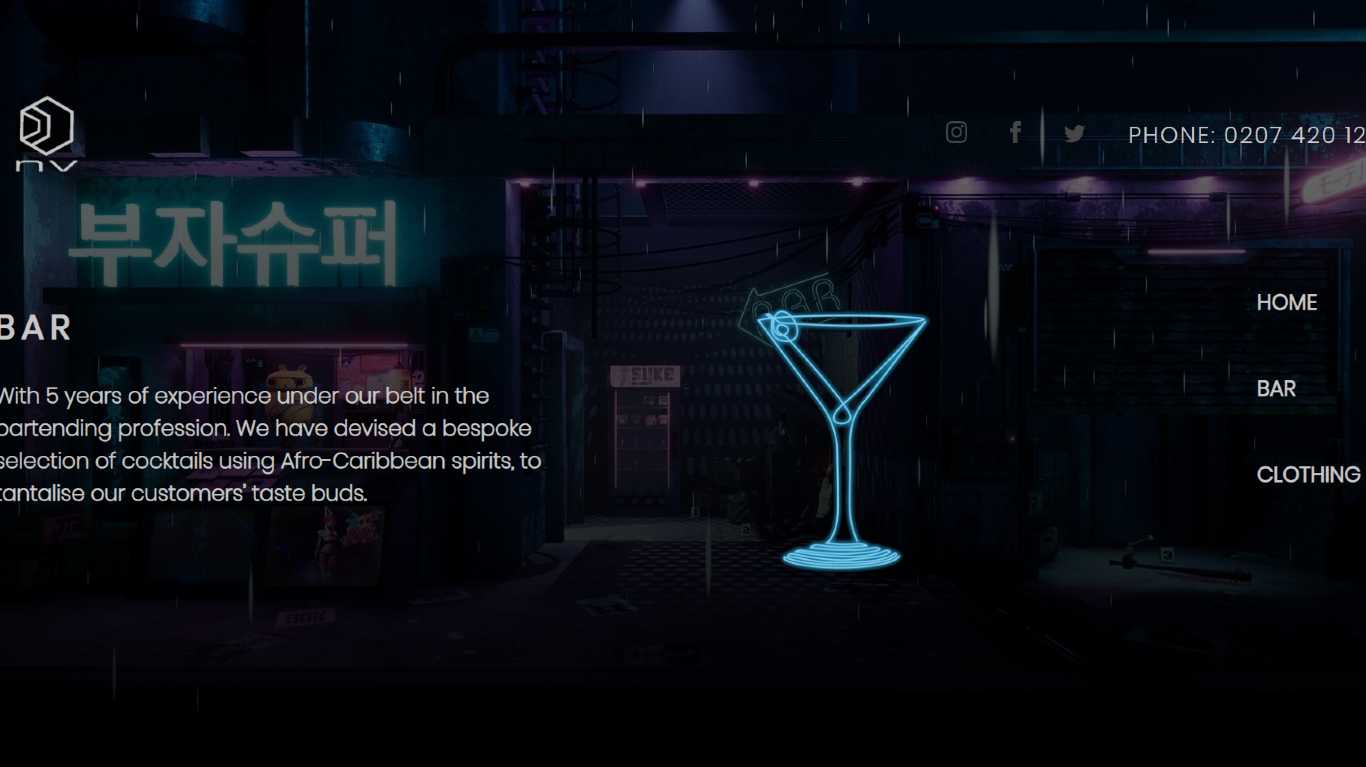 nv
PHONE: 0207 420 12
부자슈퍼
BAR
HOME
BAR
BAR
With 5 years of experience under our belt in the
bartending profession. We have devised a bespoke
selection of cocktails using Afro-Caribbean spirits, to
tantalise our customers’ taste buds.
CLOTHING